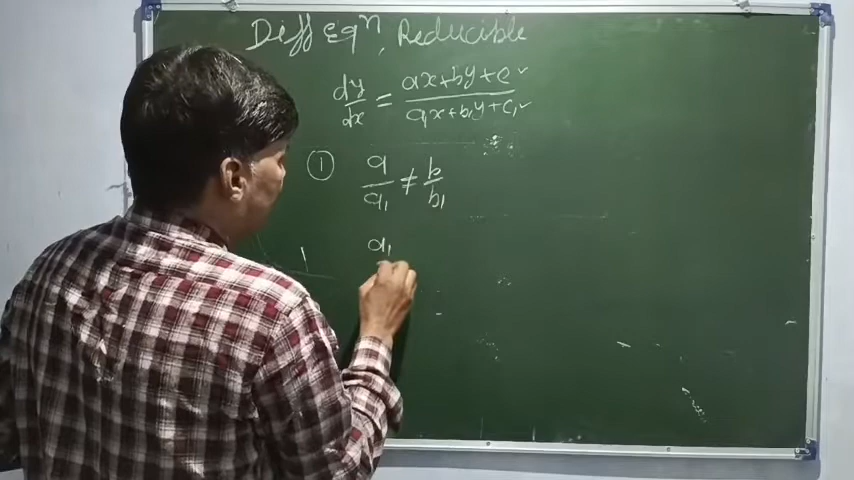 Diff Eqⁿ, Reducible
dy/dx = ax+by+c / a₁x+b₁y+c₁
① a/a₁ ≠ b/b₁
a₁